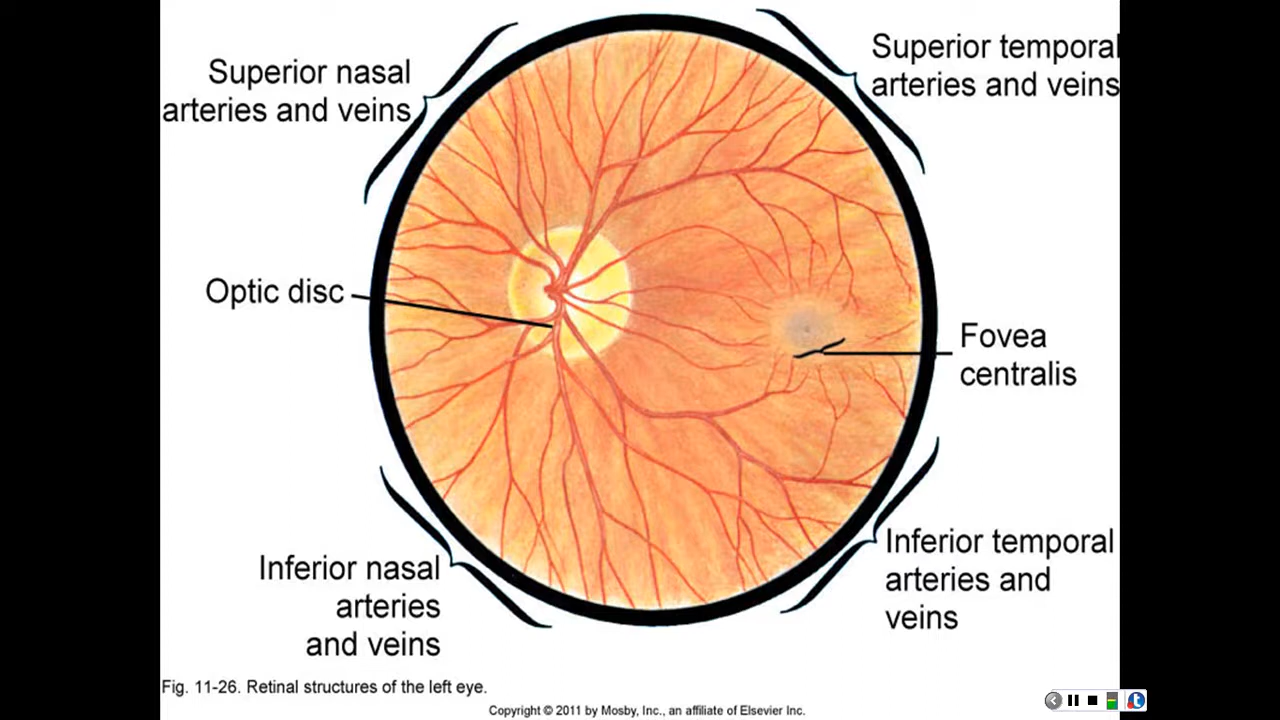 Superior nasal
arteries and veins
Superior temporal
arteries and veins
Optic disc
Fovea
centralis
Inferior nasal
arteries
and veins
Inferior temporal
arteries and
veins
Fig. 11-26. Retinal structures of the left eye.
Copyright © 2011 by Mosby, Inc., an affiliate of Elsevier Inc.
t